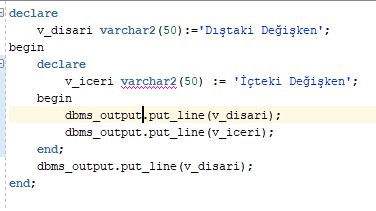 declare
    v_disari varchar2(50):='Dıştaki Değişken';
begin
    declare
        v_iceri varchar2(50) := 'İçteki Değişken';
    begin
        dbms_output.put_line(v_disari);
        dbms_output.put_line(v_iceri);
    end;
    dbms_output.put_line(v_disari);
end;